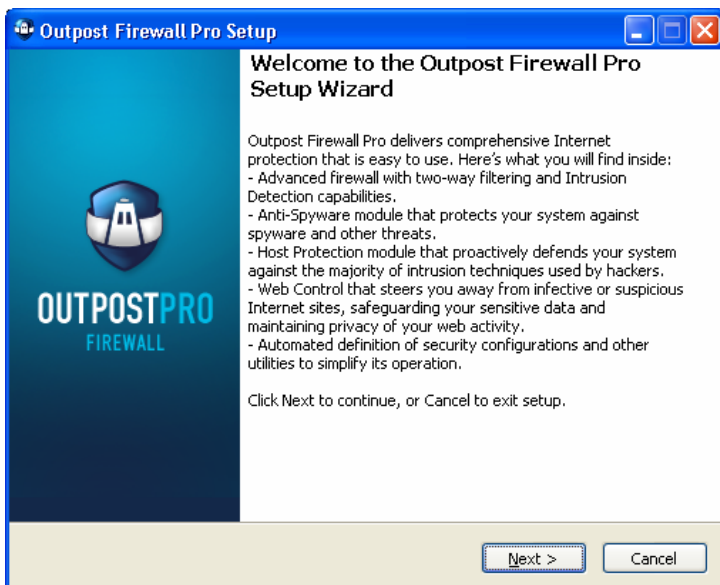 Outpost Firewall Pro Setup
Welcome to the Outpost Firewall Pro
Setup Wizard
Outpost Firewall Pro delivers comprehensive Internet
protection that is easy to use. Here's what you will find inside:
- Advanced firewall with two-way filtering and Intrusion
Detection capabilities.
- Anti-Spyware module that protects your system against
spyware and other threats.
- Host Protection module that proactively defends your system
against the majority of intrusion techniques used by hackers.
- Web Control that steers you away from infective or suspicious
Internet sites, safeguarding your sensitive data and
maintaining privacy of your web activity.
- Automated definition of security configurations and other
utilities to simplify its operation.
Click Next to continue, or Cancel to exit setup.
OUTPOSTPRO
FIREWALL
Next >
Cancel